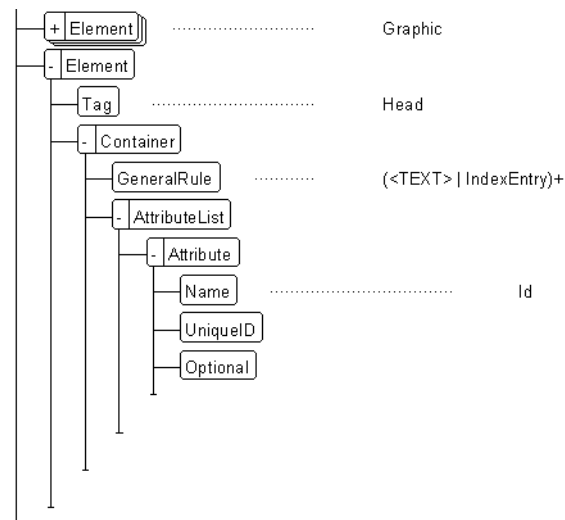 + Element Graphic
- Element
Tag Head
- Container
GeneralRule (<TEXT> | IndexEntry)+
- AttributeList
- Attribute
Name Id
UniqueID
Optional